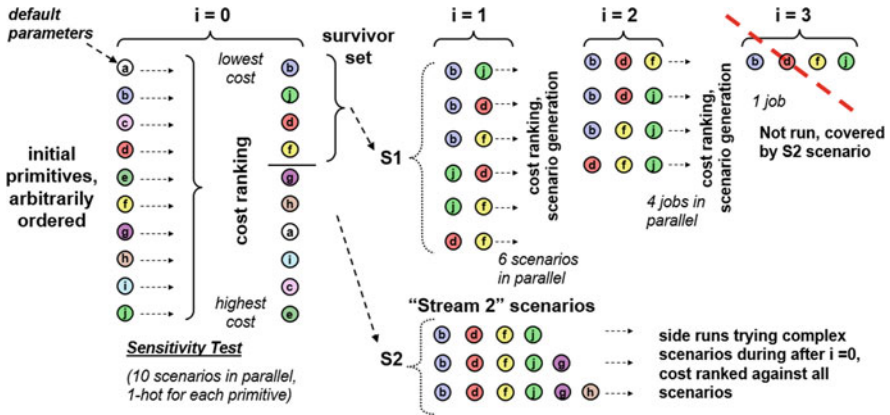 default
parameters
i = 0
survivor
set
i = 1
i = 2
i = 3
initial
primitives,
arbitrarily
ordered
a
b
c
d
e
f
g
h
i
j
cost ranking
lowest
cost
b
j
d
f
g
h
a
i
c
e
highest
cost
Sensitivity Test
(10 scenarios in parallel,
1-hot for each primitive)
S1
b j
b d
b f
j d
j f
d f
cost ranking,
scenario generation
6 scenarios
in parallel
b d f
b d j
b f j
d f j
cost ranking,
scenario generation
4 jobs in
parallel
b d f j
1 job
Not run, covered
by S2 scenario
“Stream 2” scenarios
S2
b d f j
b d f j g
b d f j g h
side runs trying complex
scenarios during after i =0,
cost ranked against all
scenarios